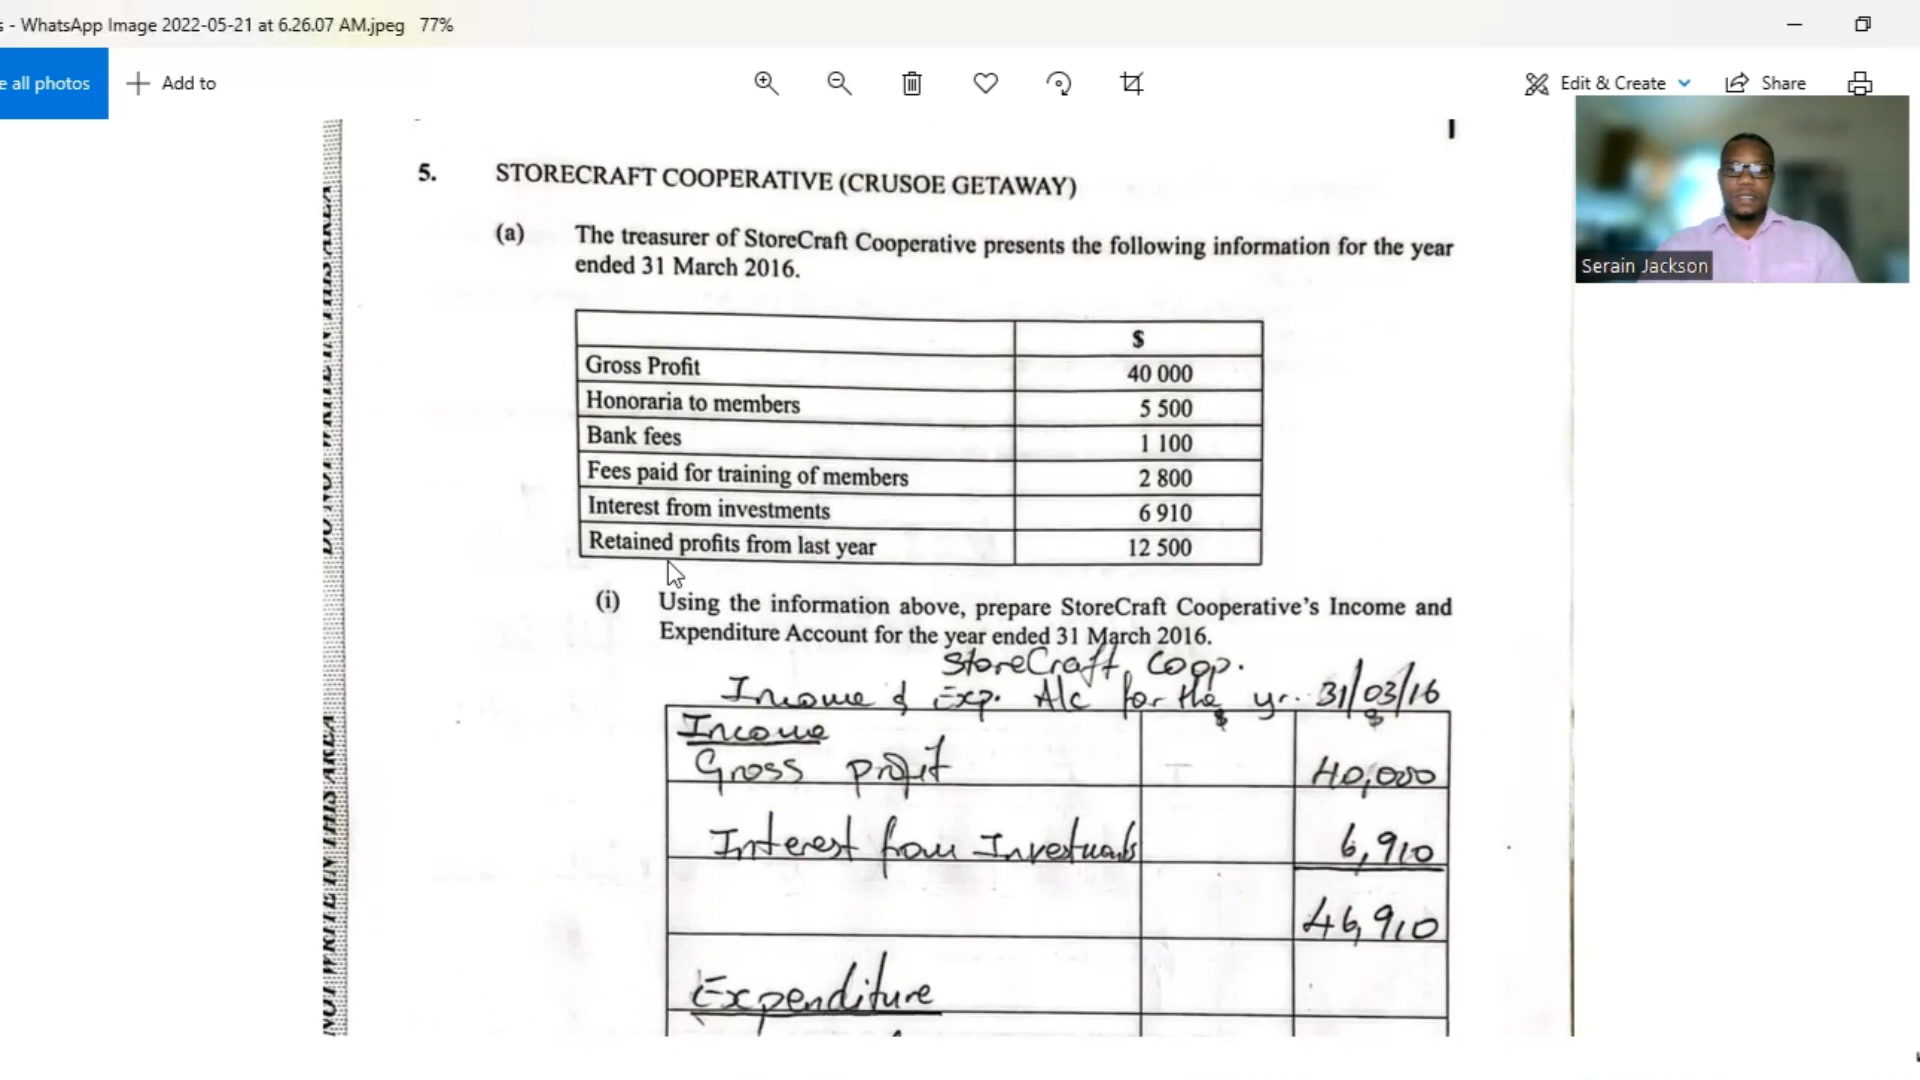 s - WhatsApp Image 2022-05-21 at 6.26.07 AM.jpeg 77%
e all photos
Add to
Edit & Create
Share
Serain Jackson
5. STORECRAFT COOPERATIVE (CRUSOE GETAWAY)
(a) The treasurer of StoreCraft Cooperative presents the following information for the year
ended 31 March 2016.
$
Gross Profit 40 000
Honoraria to members 5 500
Bank fees 1 100
Fees paid for training of members 2 800
Interest from investments 6 910
Retained profits from last year 12 500
(i) Using the information above, prepare StoreCraft Cooperative's Income and
Expenditure Account for the year ended 31 March 2016.
StoreCraft Coop.
Income & Exp. A/c for the yr. 31/03/16
$ $
Income
Gross profit 40,000
Interest from Investments 6,910
46,910
Expenditure